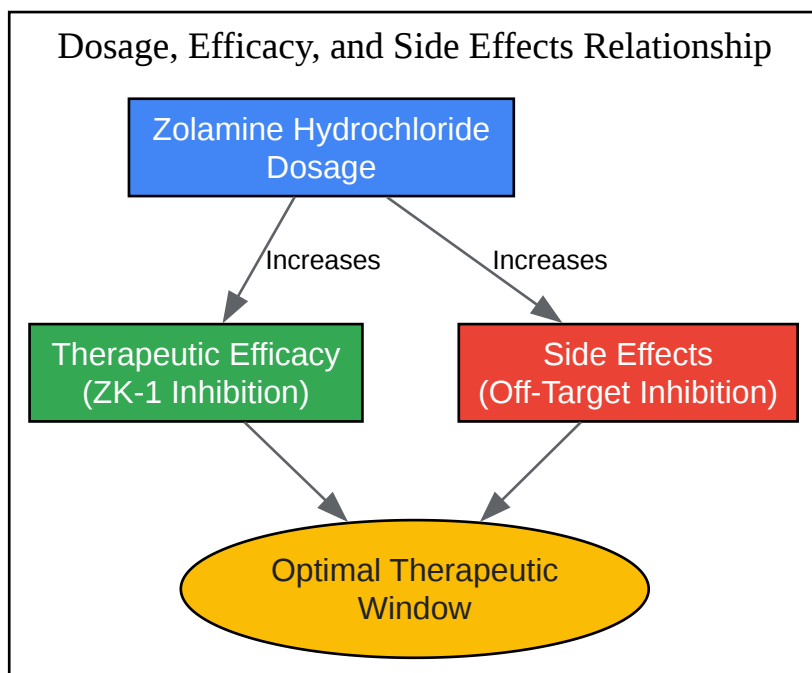 Dosage, Efficacy, and Side Effects Relationship
Zolamine Hydrochloride
Dosage
Increases
Increases
Therapeutic Efficacy
(ZK-1 Inhibition)
Side Effects
(Off-Target Inhibition)
Optimal Therapeutic
Window